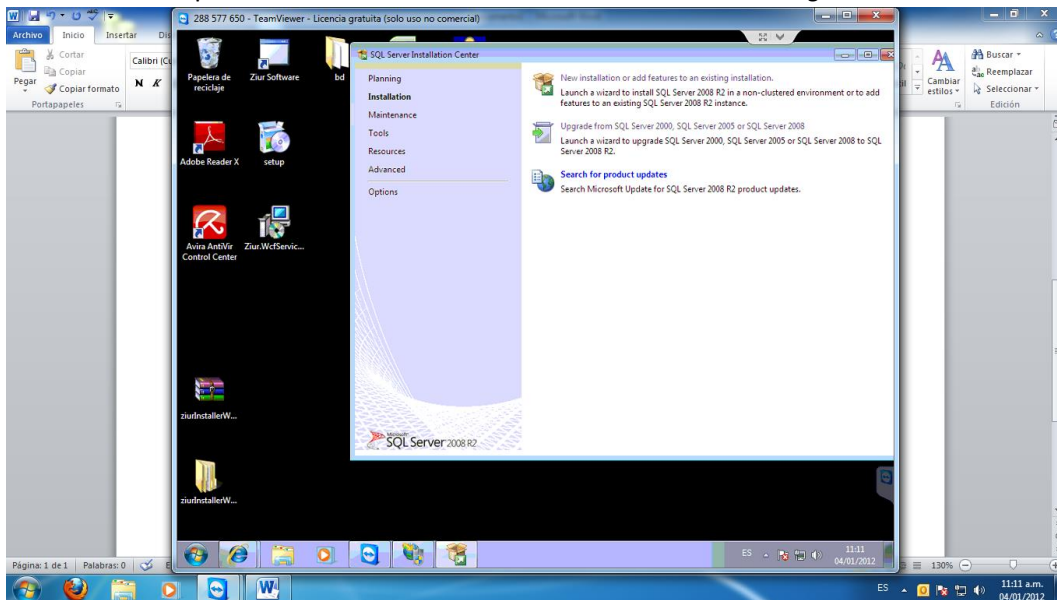 288 577 650 - TeamViewer - Licencia gratuita (solo uso no comercial)
Archivo
Inicio
Insertar
Cortar
Copiar
Copiar formato
Pegar
Portapapeles
N K
Buscar
Reemplazar
Seleccionar
Cambiar
estilos
Edición
Papelera de
reciclaje
Ziur Software
bd
Adobe Reader X
setup
Avira AntiVir
Control Center
Ziur.WcfServic...
ziurInstallerW...
ziurInstallerW...
SQL Server Installation Center
Planning
Installation
Maintenance
Tools
Resources
Advanced
Options
New installation or add features to an existing installation.
Launch a wizard to install SQL Server 2008 R2 in a non-clustered environment or to add
features to an existing SQL Server 2008 R2 instance.
Upgrade from SQL Server 2000, SQL Server 2005 or SQL Server 2008
Launch a wizard to upgrade SQL Server 2000, SQL Server 2005 or SQL Server 2008 to SQL
Server 2008 R2.
Search for product updates
Search Microsoft Update for SQL Server 2008 R2 product updates.
Microsoft
SQL Server 2008 R2
ES
11:11
04/01/2012
Página: 1 de 1
Palabras: 0
130%
ES
11:11 a.m.
04/01/2012